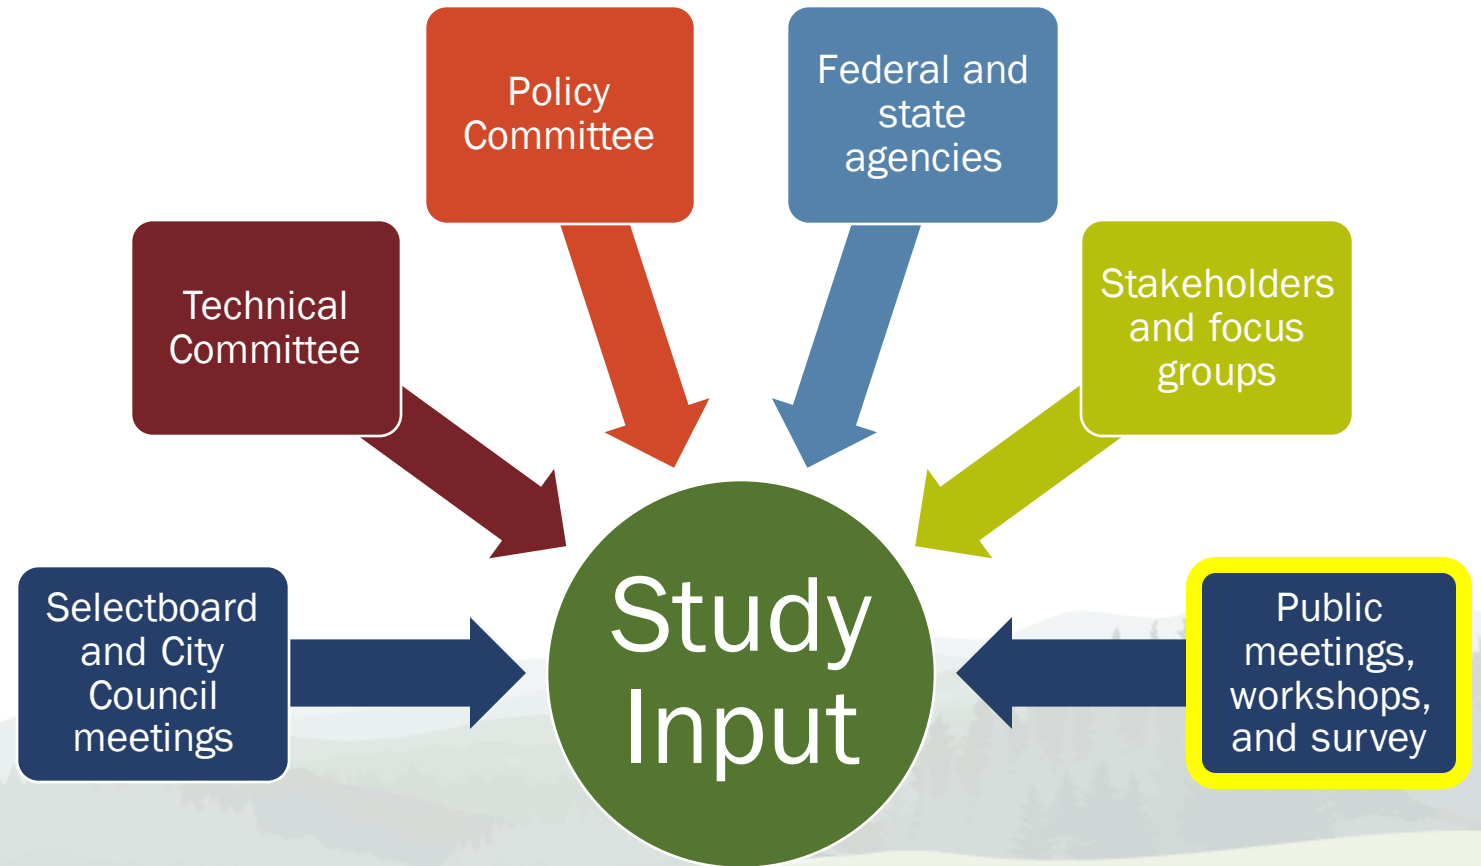 Policy
Committee
Federal and
state
agencies
Technical
Committee
Stakeholders
and focus
groups
Selectboard
and City
Council
meetings
Study
Input
Public
meetings,
workshops,
and survey